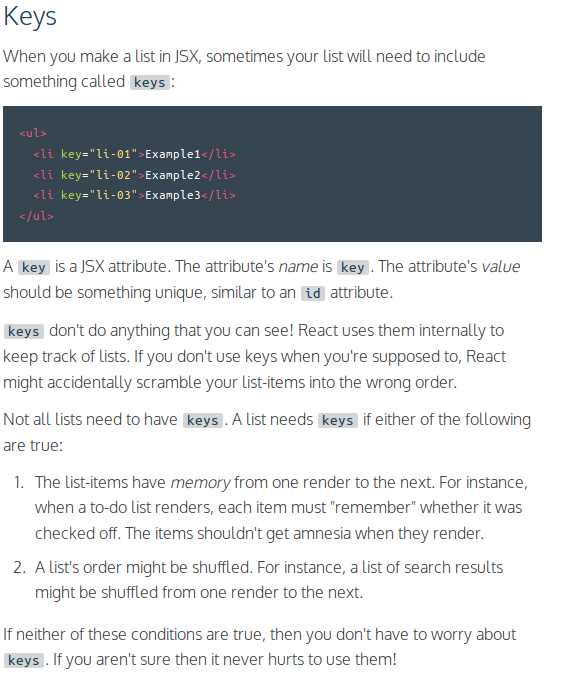 Keys
When you make a list in JSX, sometimes your list will need to include
something called keys:
<ul>
  <li key="li-01">Example1</li>
  <li key="li-02">Example2</li>
  <li key="li-03">Example3</li>
</ul>
A key is a JSX attribute. The attribute's name is key. The attribute's value
should be something unique, similar to an id attribute.
keys don't do anything that you can see! React uses them internally to
keep track of lists. If you don't use keys when you're supposed to, React
might accidentally scramble your list-items into the wrong order.
Not all lists need to have keys. A list needs keys if either of the following
are true:
1. The list-items have memory from one render to the next. For instance,
when a to-do list renders, each item must "remember" whether it was
checked off. The items shouldn't get amnesia when they render.
2. A list's order might be shuffled. For instance, a list of search results
might be shuffled from one render to the next.
If neither of these conditions are true, then you don't have to worry about
keys. If you aren't sure then it never hurts to use them!